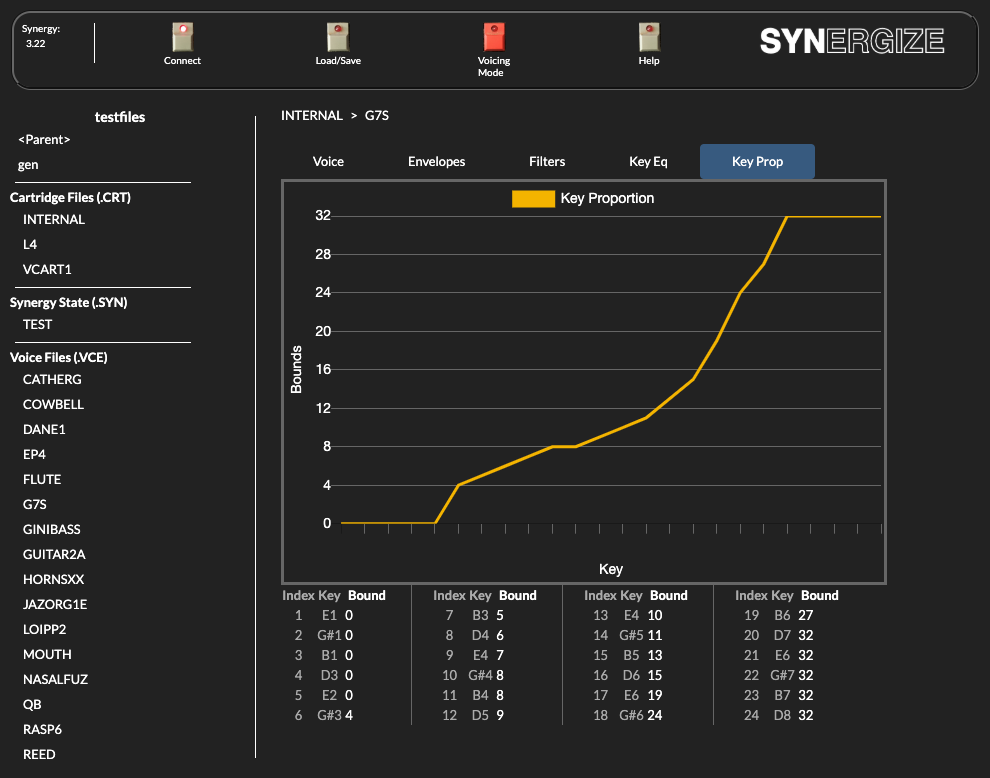 Synergy:
3.22
Connect
Load/Save
Voicing
Mode
Help
SYNERGIZE
testfiles
<Parent>
gen
Cartridge Files (.CRT)
INTERNAL
L4
VCART1
Synergy State (.SYN)
TEST
Voice Files (.VCE)
CATHERG
COWBELL
DANE1
EP4
FLUTE
G7S
GINIBASS
GUITAR2A
HORNSXX
JAZORG1E
LOIPP2
MOUTH
NASALFUZ
QB
RASP6
REED
INTERNAL > G7S
Voice Envelopes Filters Key Eq Key Prop
Key Proportion
32
28
24
20
16
12
8
4
0
Bounds
Key
Index Key Bound
1 E1 0
2 G#1 0
3 B1 0
4 D3 0
5 E2 0
6 G#3 4
Index Key Bound
7 B3 5
8 D4 6
9 E4 7
10 G#4 8
11 B4 8
12 D5 9
Index Key Bound
13 E4 10
14 G#5 11
15 B5 13
16 D6 15
17 E6 19
18 G#6 24
Index Key Bound
19 B6 27
20 D7 32
21 E6 32
22 G#7 32
23 B7 32
24 D8 32